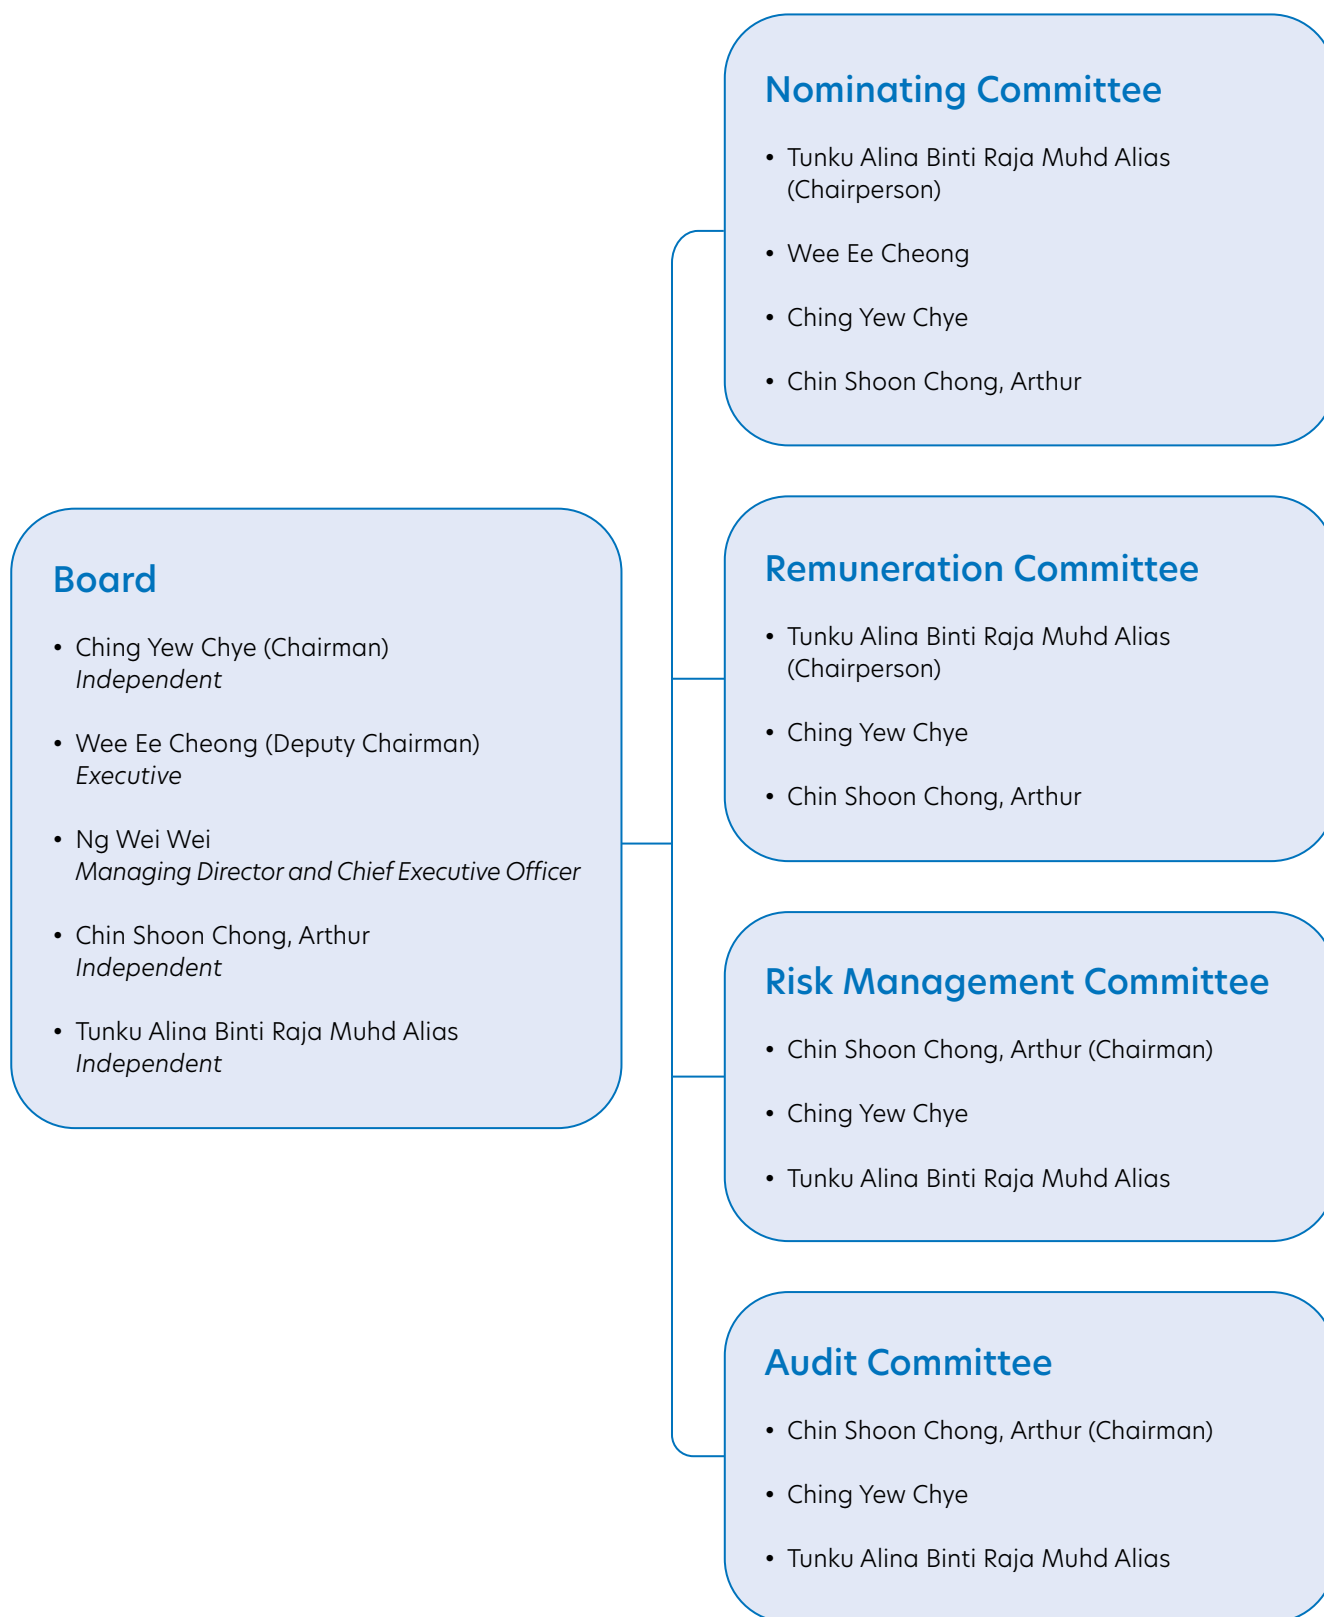 Board
• Ching Yew Chye (Chairman)
Independent
• Wee Ee Cheong (Deputy Chairman)
Executive
• Ng Wei Wei
Managing Director and Chief Executive Officer
• Chin Shoon Chong, Arthur
Independent
• Tunku Alina Binti Raja Muhd Alias
Independent
Nominating Committee
• Tunku Alina Binti Raja Muhd Alias
(Chairperson)
• Wee Ee Cheong
• Ching Yew Chye
• Chin Shoon Chong, Arthur
Remuneration Committee
• Tunku Alina Binti Raja Muhd Alias
(Chairperson)
• Ching Yew Chye
• Chin Shoon Chong, Arthur
Risk Management Committee
• Chin Shoon Chong, Arthur (Chairman)
• Ching Yew Chye
• Tunku Alina Binti Raja Muhd Alias
Audit Committee
• Chin Shoon Chong, Arthur (Chairman)
• Ching Yew Chye
• Tunku Alina Binti Raja Muhd Alias